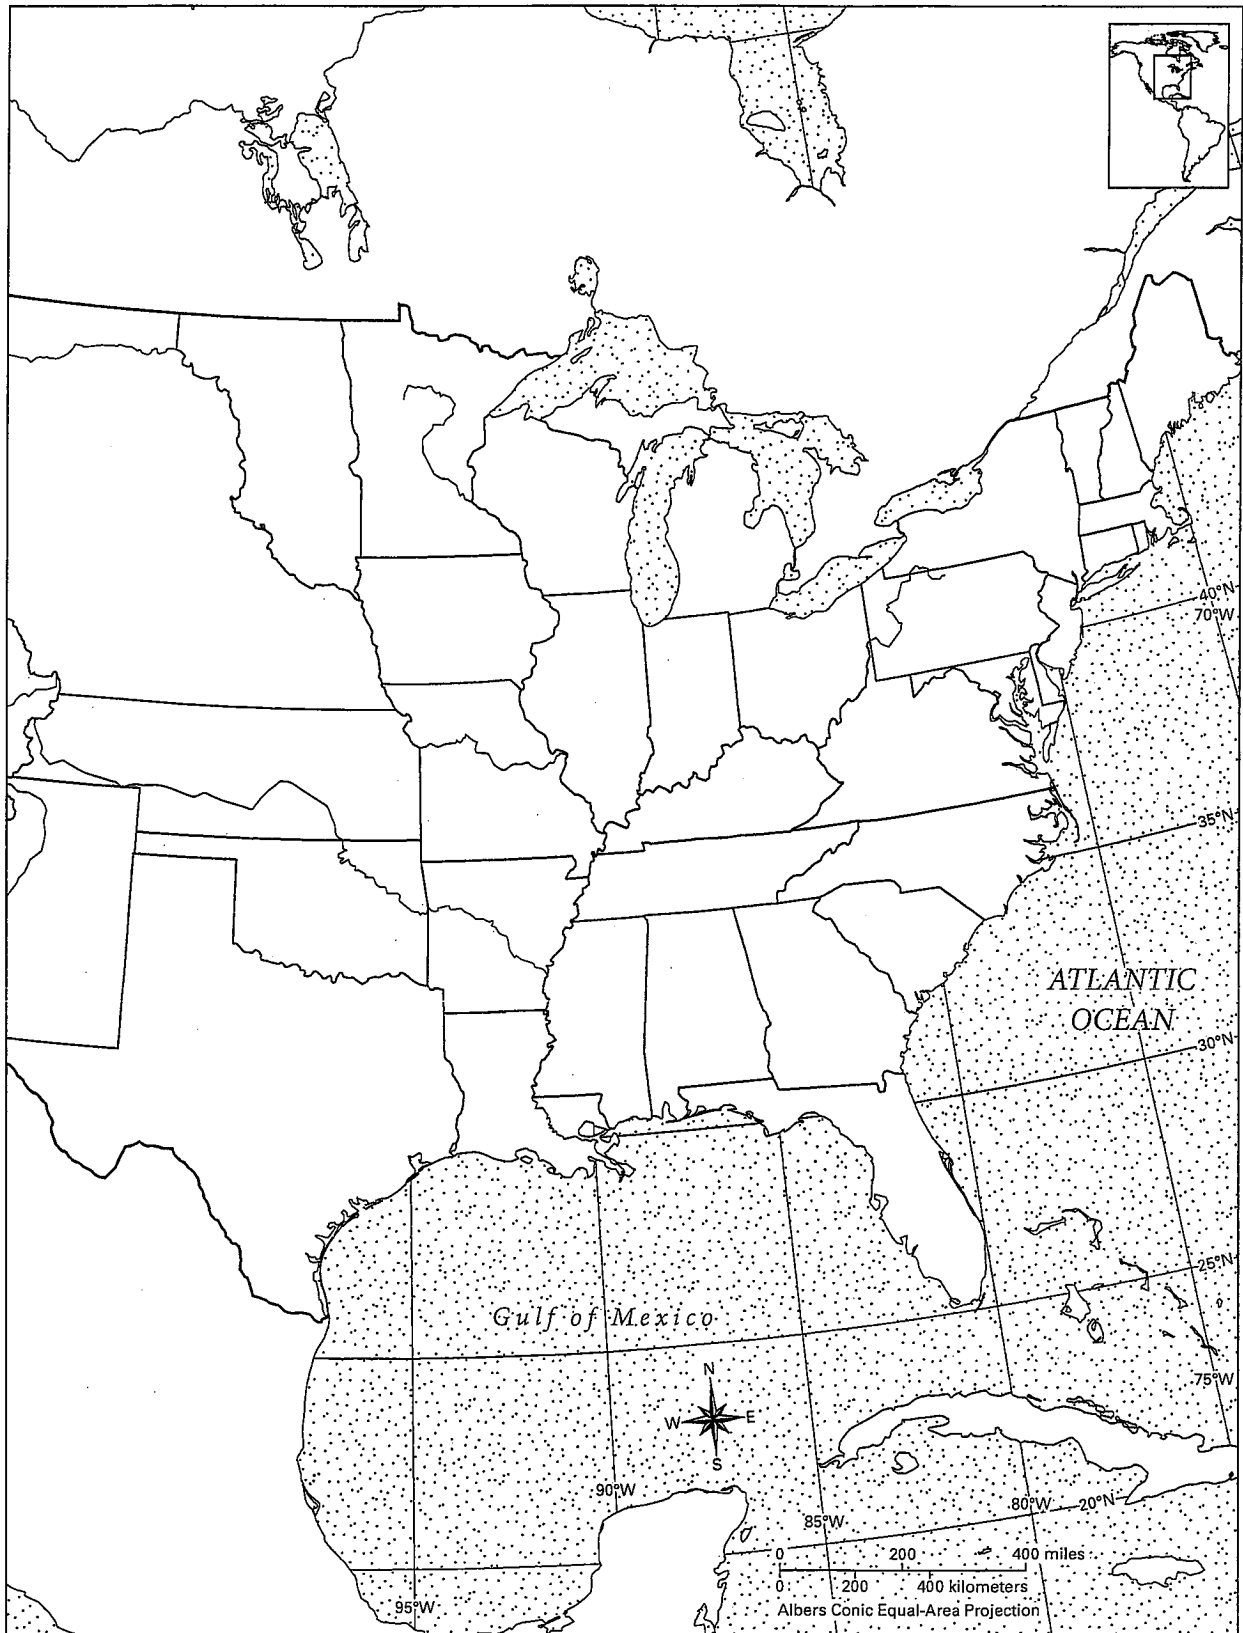 40°N
70°W
35°N
ATLANTIC
OCEAN
30°N
25°N
Gulf of Mexico
75°W
N
W
E
S
90°W
80°W
20°N
85°W
0 200 400 miles
0 200 400 kilometers
95°W
Albers Conic Equal-Area Projection